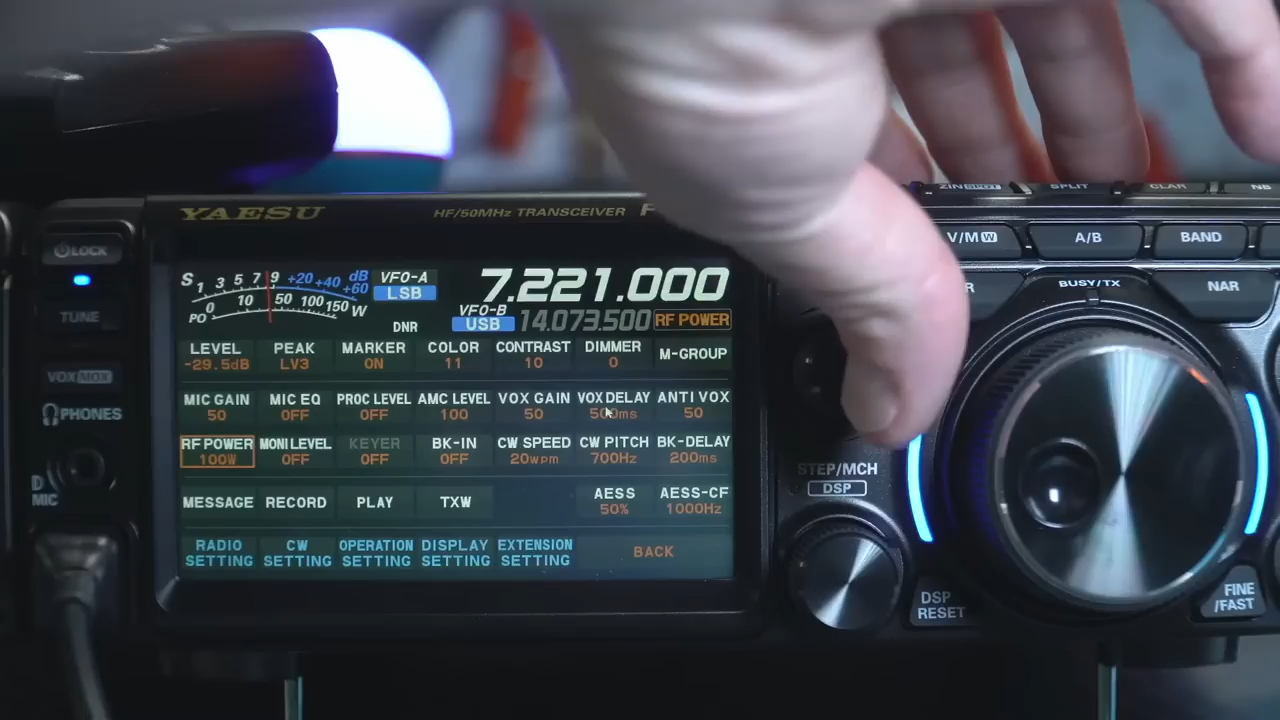 ZIN SPOT SPLIT CLAR NB
YAESU HF/50MHz TRANSCEIVER F
LOCK
V/M W A/B BAND
S 1 3 5 7 9 +20 +40 +60 dB
PO 0 10 50 100 150 W
VFO-A
LSB
7.221.000
VFO-B
USB
14.073.500
RF POWER
DNR
R
BUSY/TX
NAR
TUNE
VOX MOX
PHONES
MIC
LEVEL PEAK MARKER COLOR CONTRAST DIMMER M-GROUP
-29.5dB LV3 ON 11 10 0
MIC GAIN MIC EQ PROC LEVEL AMC LEVEL VOX GAIN VOX DELAY ANTI VOX
50 OFF OFF 100 50 500ms 50
RF POWER MONI LEVEL KEYER BK-IN CW SPEED CW PITCH BK-DELAY
100W OFF OFF OFF 20wpm 700Hz 200ms
MESSAGE RECORD PLAY TXW AESS AESS-CF
50% 1000Hz
RADIO CW OPERATION DISPLAY EXTENSION
SETTING SETTING SETTING SETTING SETTING
BACK
STEP/MCH
DSP
DSP
RESET
FINE
/FAST